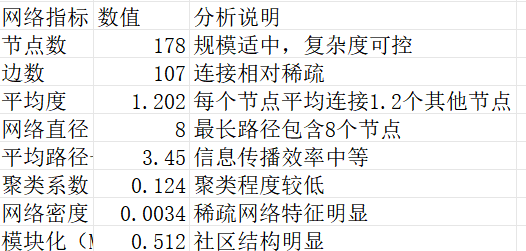 网络指标 数值 分析说明
节点数 178 规模适中，复杂度可控
边数 107 连接相对稀疏
平均度 1.202 每个节点平均连接1.2个其他节点
网络直径 8 最长路径包含8个节点
平均路径 3.45 信息传播效率中等
聚类系数 0.124 聚类程度较低
网络密度 0.0034 稀疏网络特征明显
模块化（ 0.512 社区结构明显